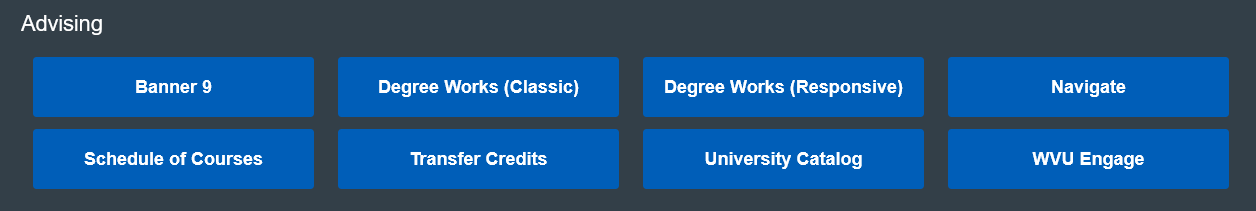 Advising
Banner 9
Degree Works (Classic)
Degree Works (Responsive)
Navigate
Schedule of Courses
Transfer Credits
University Catalog
WVU Engage